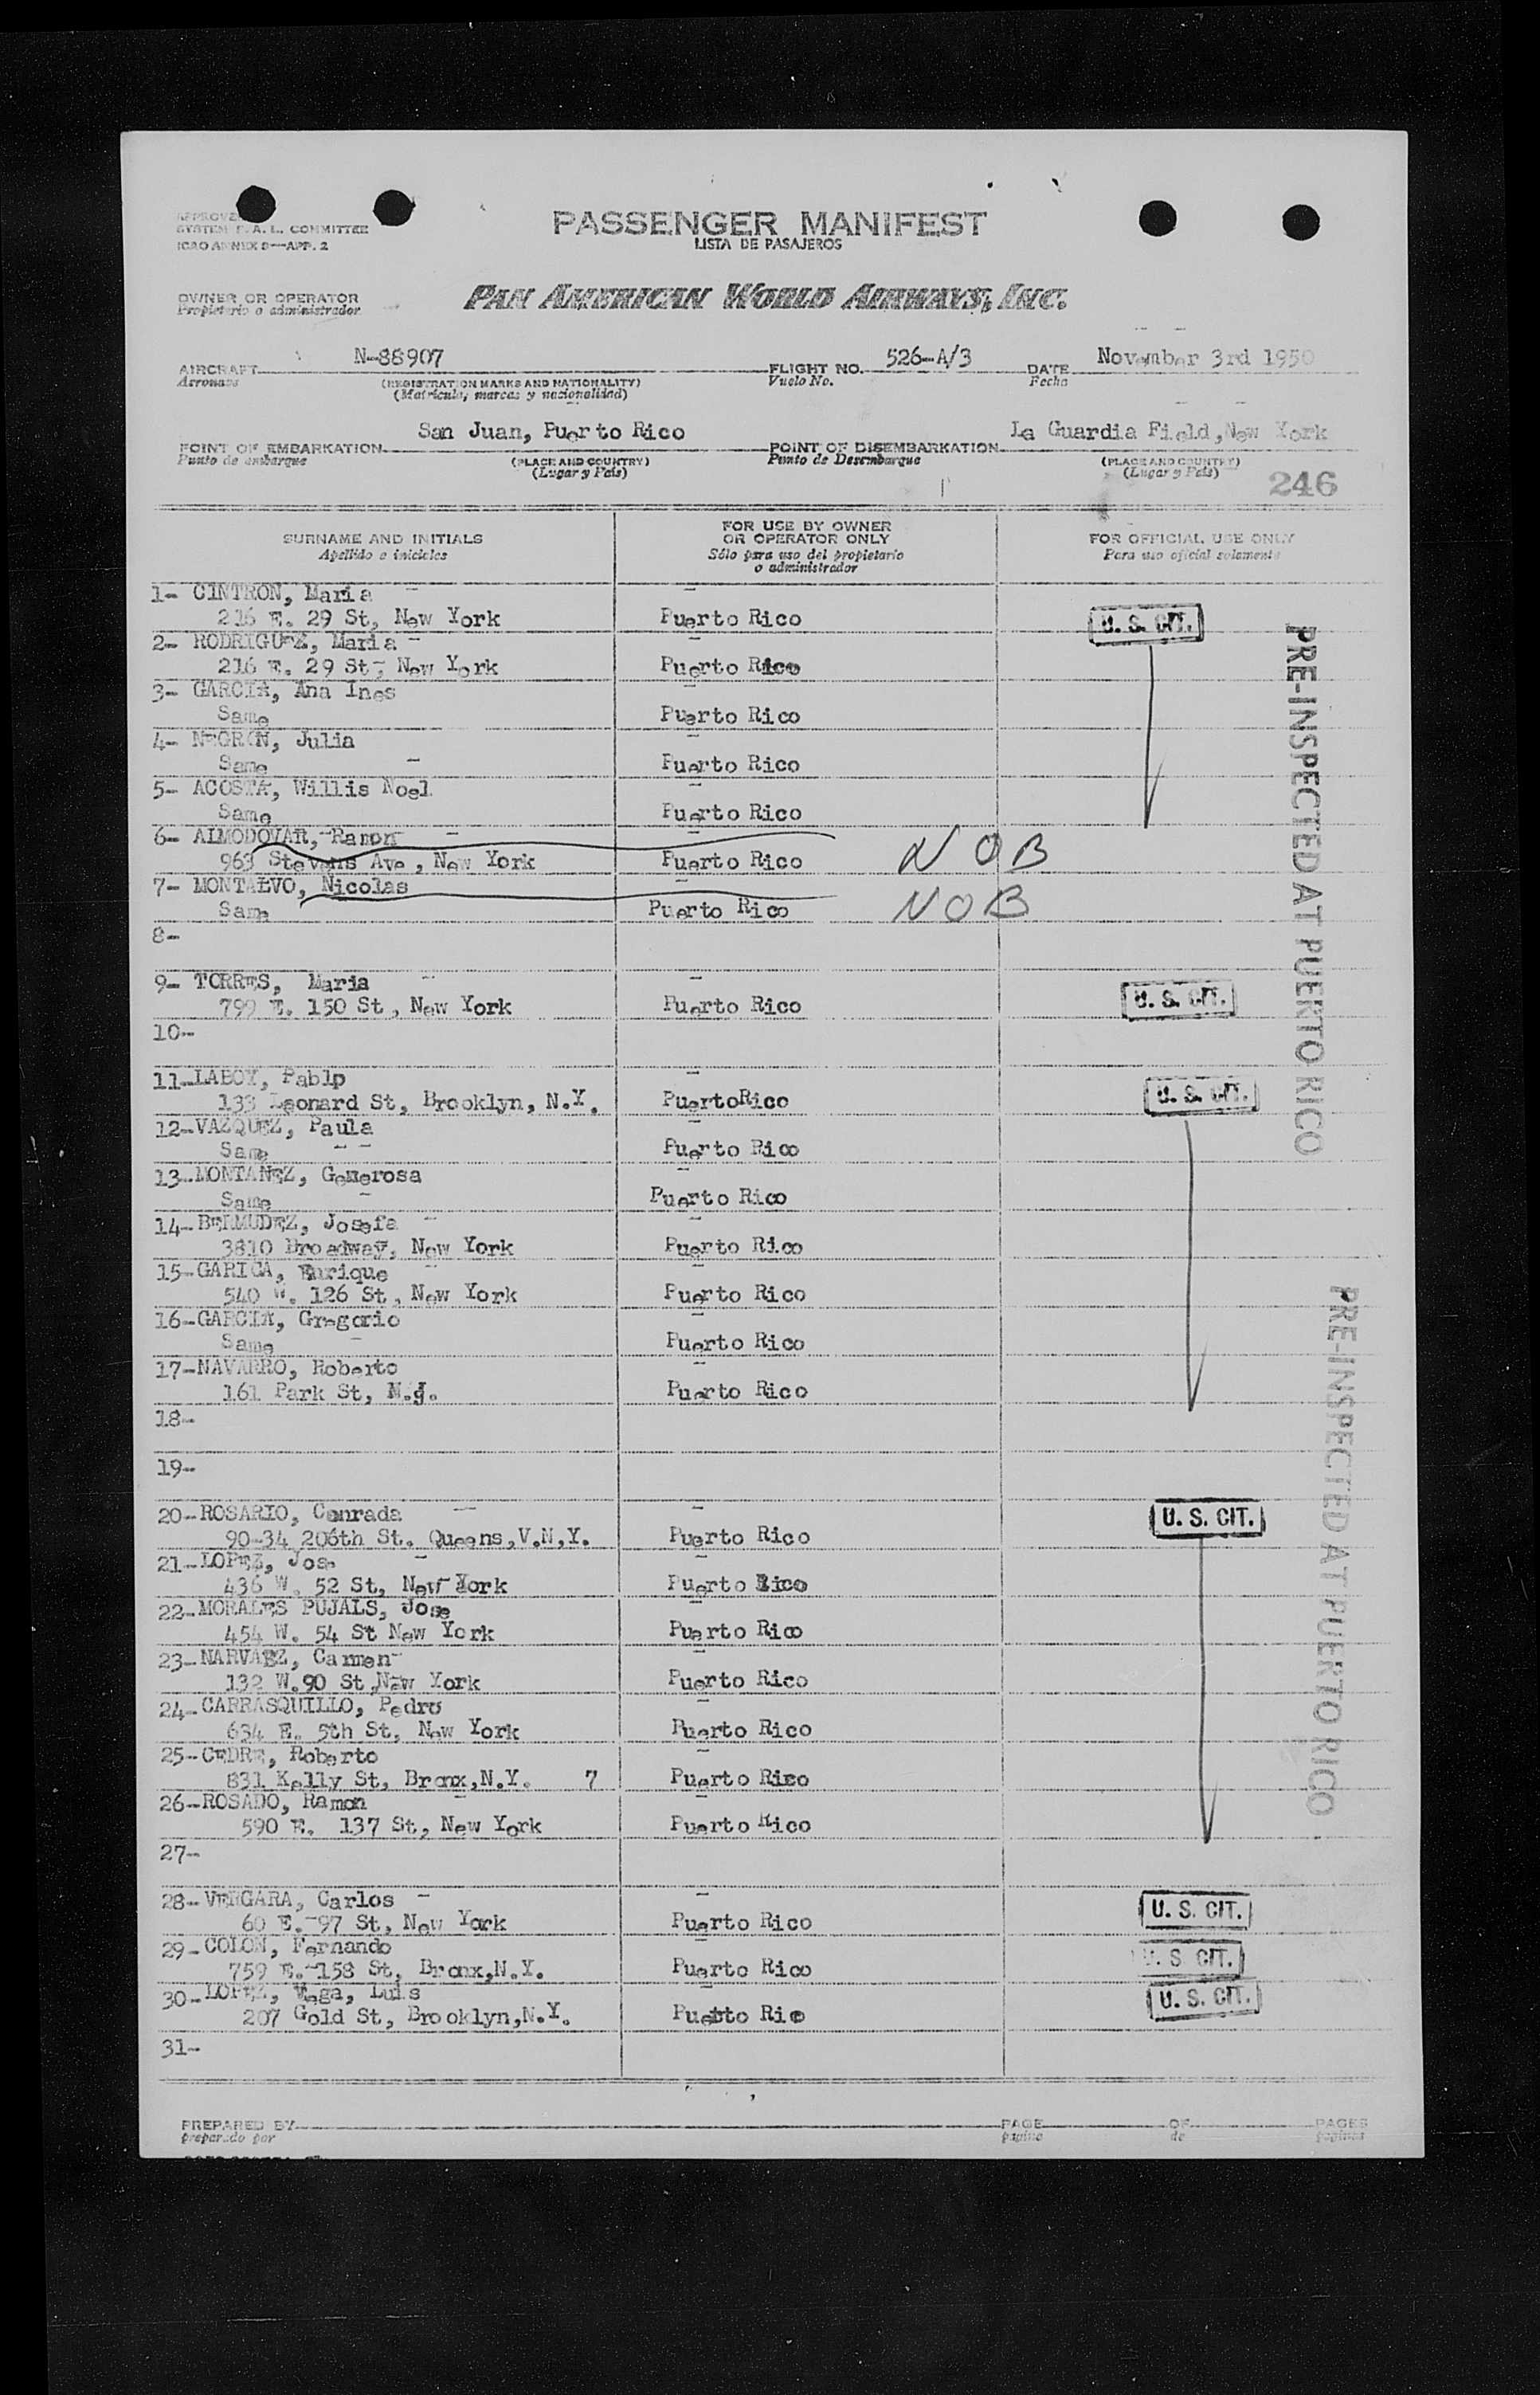 APPROVED
SYSTEM F. A. L. COMMITTEE
ICAO ANNEX 9—APP. 2
PASSENGER MANIFEST
LISTA DE PASAJEROS
OWNER OR OPERATOR
Propietario o administrador
PAN AMERICAN WORLD AIRWAYS, INC.
AIRCRAFT N-88907 FLIGHT NO. 526-A/3 DATE November 3rd 1950
Aeronave (REGISTRATION MARKS AND NATIONALITY) Vuelo No. Fecha
(Matrícula, marcas y nacionalidad)
POINT OF EMBARKATION San Juan, Puerto Rico POINT OF DISEMBARKATION La Guardia Field,New York
Punto de embarque (PLACE AND COUNTRY) Punto de Desembarque (PLACE AND COUNTRY)
(Lugar y País) (Lugar y País) 246
SURNAME AND INITIALS FOR USE BY OWNER OR OPERATOR ONLY FOR OFFICIAL USE ONLY
Apellido e iniciales Sólo para uso del propietario o administrador Para uso oficial solamente
1- CINTRON, Maria
216 E. 29 St, New York Puerto Rico U. S. CIT.
2- RODRIGUEZ, Maria
216 E. 29 St, New York Puerto Rico
3- GARCIA, Ana Ines
Same Puerto Rico
4- NEGRON, Julia
Same Puerto Rico
5- ACOSTA, Willis Noel
Same Puerto Rico
6- ALMODOVAR, Ramon
963 Stevens Ave, New York Puerto Rico NOB
7- MONTALVO, Nicolas
Same Puerto Rico NOB
8-
9- TORRES, Maria
799 E. 150 St, New York Puerto Rico U. S. CIT.
10-
11-LABOY, Pablp
133 Leonard St, Brooklyn, N.Y. PuertoRico U. S. CIT.
12-VAZQUEZ, Paula
Same Puerto Rico
13-MONTANEZ, Generosa
Same Puerto Rico
14-BERMUDEZ, Josefa
3810 Broadway, New York Puerto Rico
15-GARICA, Enrique
540 W. 126 St, New York Puerto Rico
16-GARCIA, Gregorio
Same Puerto Rico
17-NAVARRO, Roberto
161 Park St, N.J. Puerto Rico
18-
19-
20-ROSARIO, Conrada
90-34 206th St. Queens,V.N,Y. Puerto Rico U. S. CIT.
21-LOPEZ, Jose
436 W. 52 St, New York Puerto Rico
22-MORALES PUJALS, Jose
454 W. 54 St New York Puerto Rico
23-NARVAEZ, Carmen
132 W.90 St,New York Puerto Rico
24-CARRASQUILLO, Pedro
634 E. 5th St, New York Puerto Rico
25-CEDRE, Roberto
831 Kelly St, Bronx,N.Y. 7 Puerto Rico
26-ROSADO, Ramon
590 E. 137 St, New York Puerto Rico
27-
28-VERGARA, Carlos
60 E. 97 St, New York Puerto Rico U. S. CIT.
29-COLON, Fernando
759 E. 158 St, Bronx,N.Y. Puerto Rico U. S. CIT.
30-LOPEZ, Vega, Luis
207 Gold St, Brooklyn,N.Y. Puerto Rio U. S. CIT.
31-
PRE-INSPECTED AT PUERTO RICO
PRE-INSPECTED AT PUERTO RICO
PREPARED BY PAGE OF PAGES
preparado por página de páginas